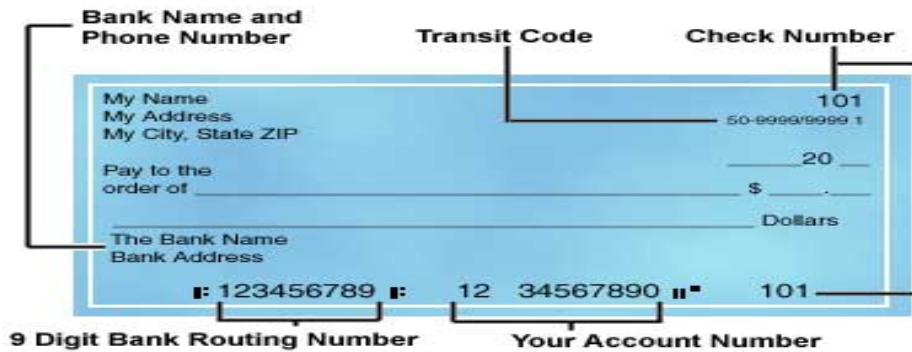 Bank Name and
Phone Number
Transit Code
Check Number
My Name
My Address
My City, State ZIP
101
50-9999/9999 1
20
Pay to the
order of $ .
Dollars
The Bank Name
Bank Address
⑆123456789⑆ 12 34567890⑈ 101
9 Digit Bank Routing Number
Your Account Number